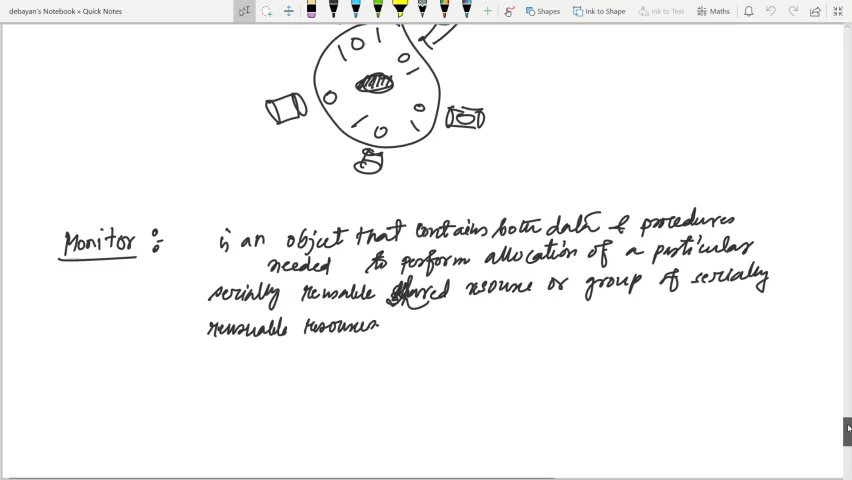 debayan's Notebook » Quick Notes
Shapes
Ink to Shape
Ink to Text
Maths
Monitor :- is an object that contains both data & procedures
needed to perform allocation of a particular
serially reusable shared resource or group of serially
reusuable resources